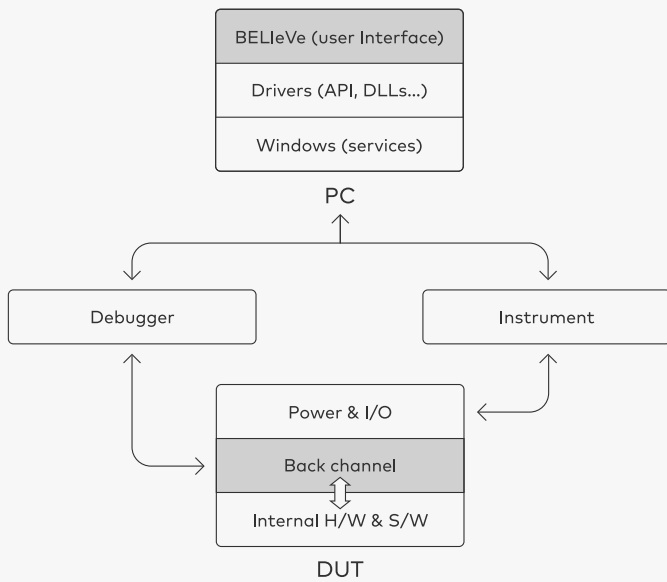 BELIeVe (user Interface)
Drivers (API, DLLs...)
Windows (services)
PC
Debugger
Instrument
Power & I/O
Back channel
Internal H/W & S/W
DUT